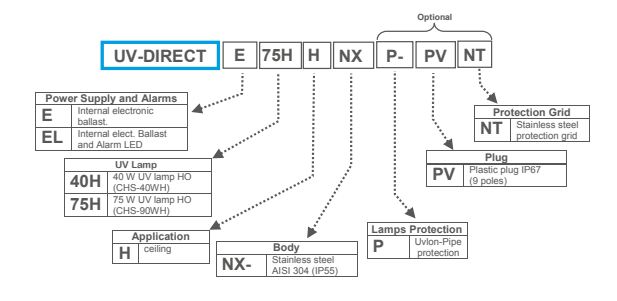 Optional
UV-DIRECT E 75H H NX P- PV NT
Power Supply and Alarms
E Internal electronic
ballast.
EL Internal elect. Ballast
and Alarm LED
UV Lamp
40H 40 W UV lamp HO
(CHS-40WH)
75H 75 W UV lamp HO
(CHS-90WH)
Application
H ceiling
Body
NX- Stainless steel
AISI 304 (IP55)
Lamps Protection
P Uvlon-Pipe
protection
Plug
PV Plastic plug IP67
(9 poles)
Protection Grid
NT Stainless steel
protection grid